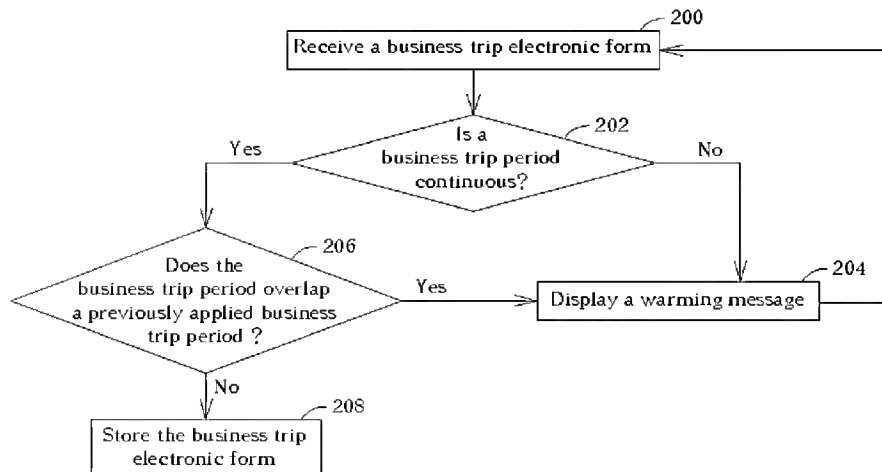 200
Receive a business trip electronic form
202
Is a
business trip period
continuous?
Yes
No
206
Does the
business trip period overlap
a previously applied business
trip period ?
Yes
204
Display a warming message
No
208
Store the business trip
electronic form